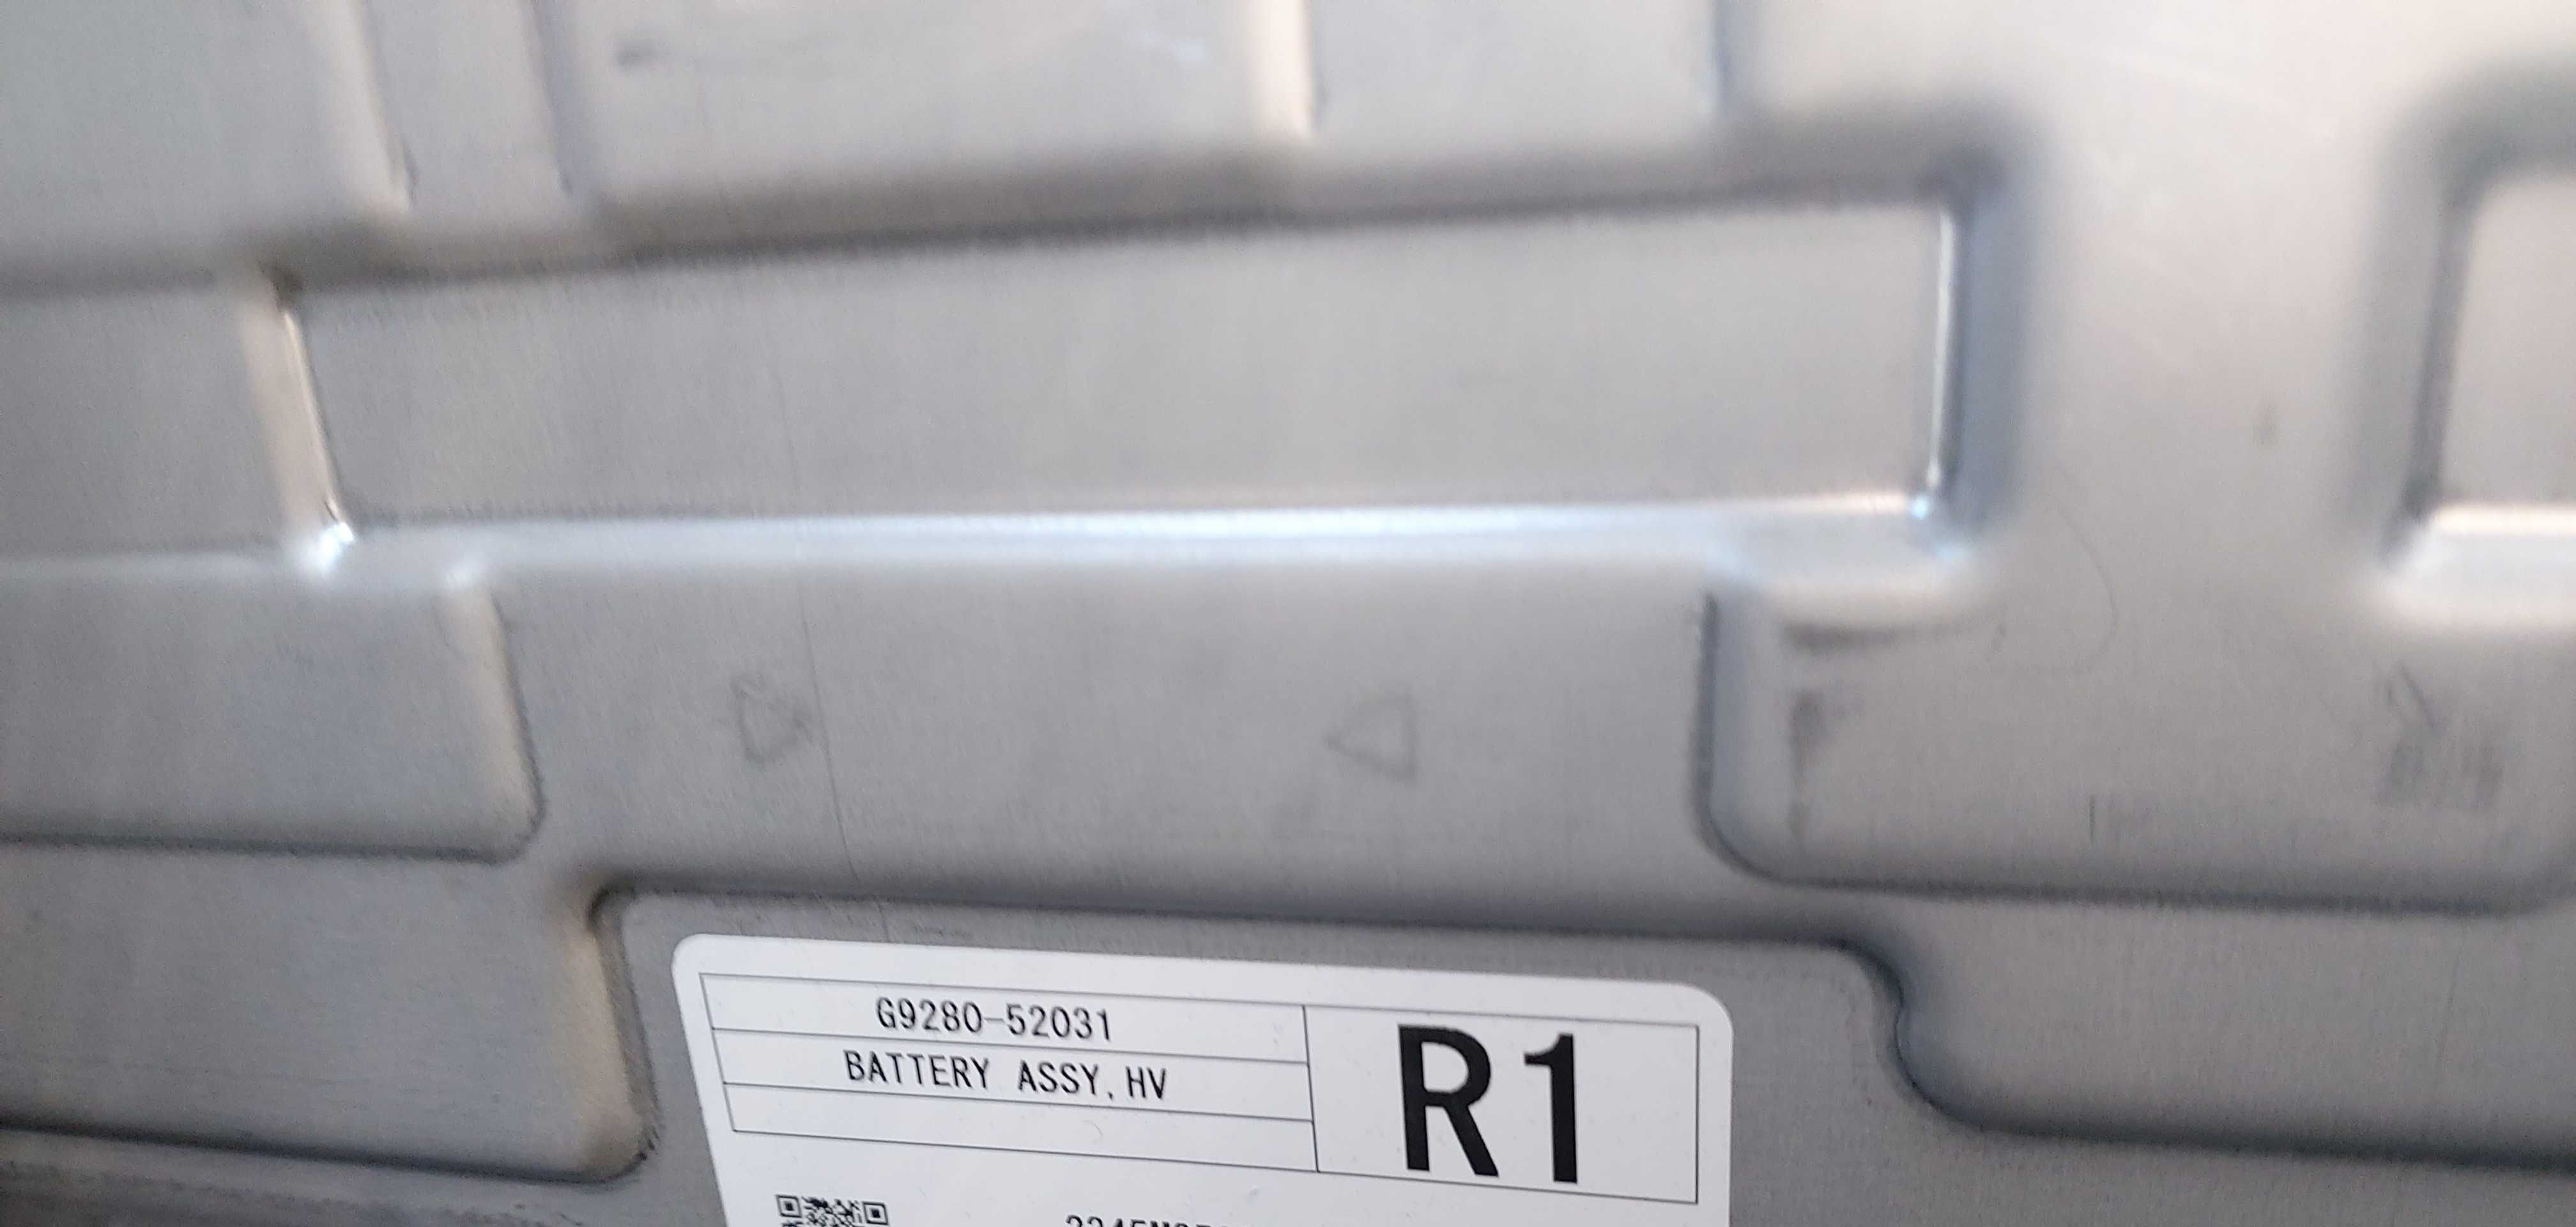 G9280-52031
BATTERY ASSY, HV
R1